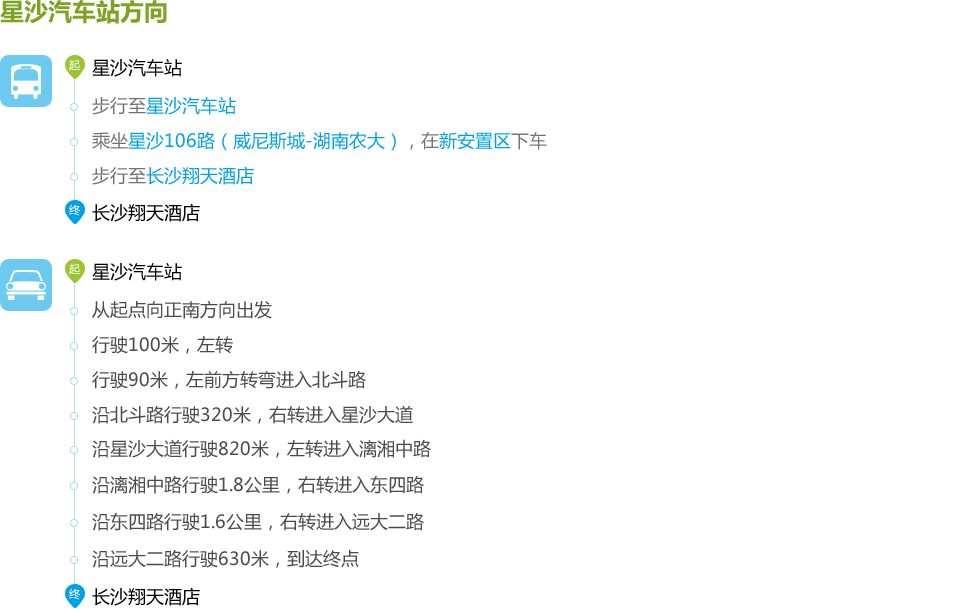 星沙汽车站方向
起 星沙汽车站
步行至星沙汽车站
乘坐星沙106路（威尼斯城-湖南农大），在新安置区下车
步行至长沙翔天酒店
终 长沙翔天酒店
起 星沙汽车站
从起点向正南方向出发
行驶100米，左转
行驶90米，左前方转弯进入北斗路
沿北斗路行驶320米，右转进入星沙大道
沿星沙大道行驶820米，左转进入漓湘中路
沿漓湘中路行驶1.8公里，右转进入东四路
沿东四路行驶1.6公里，右转进入远大二路
沿远大二路行驶630米，到达终点
终 长沙翔天酒店